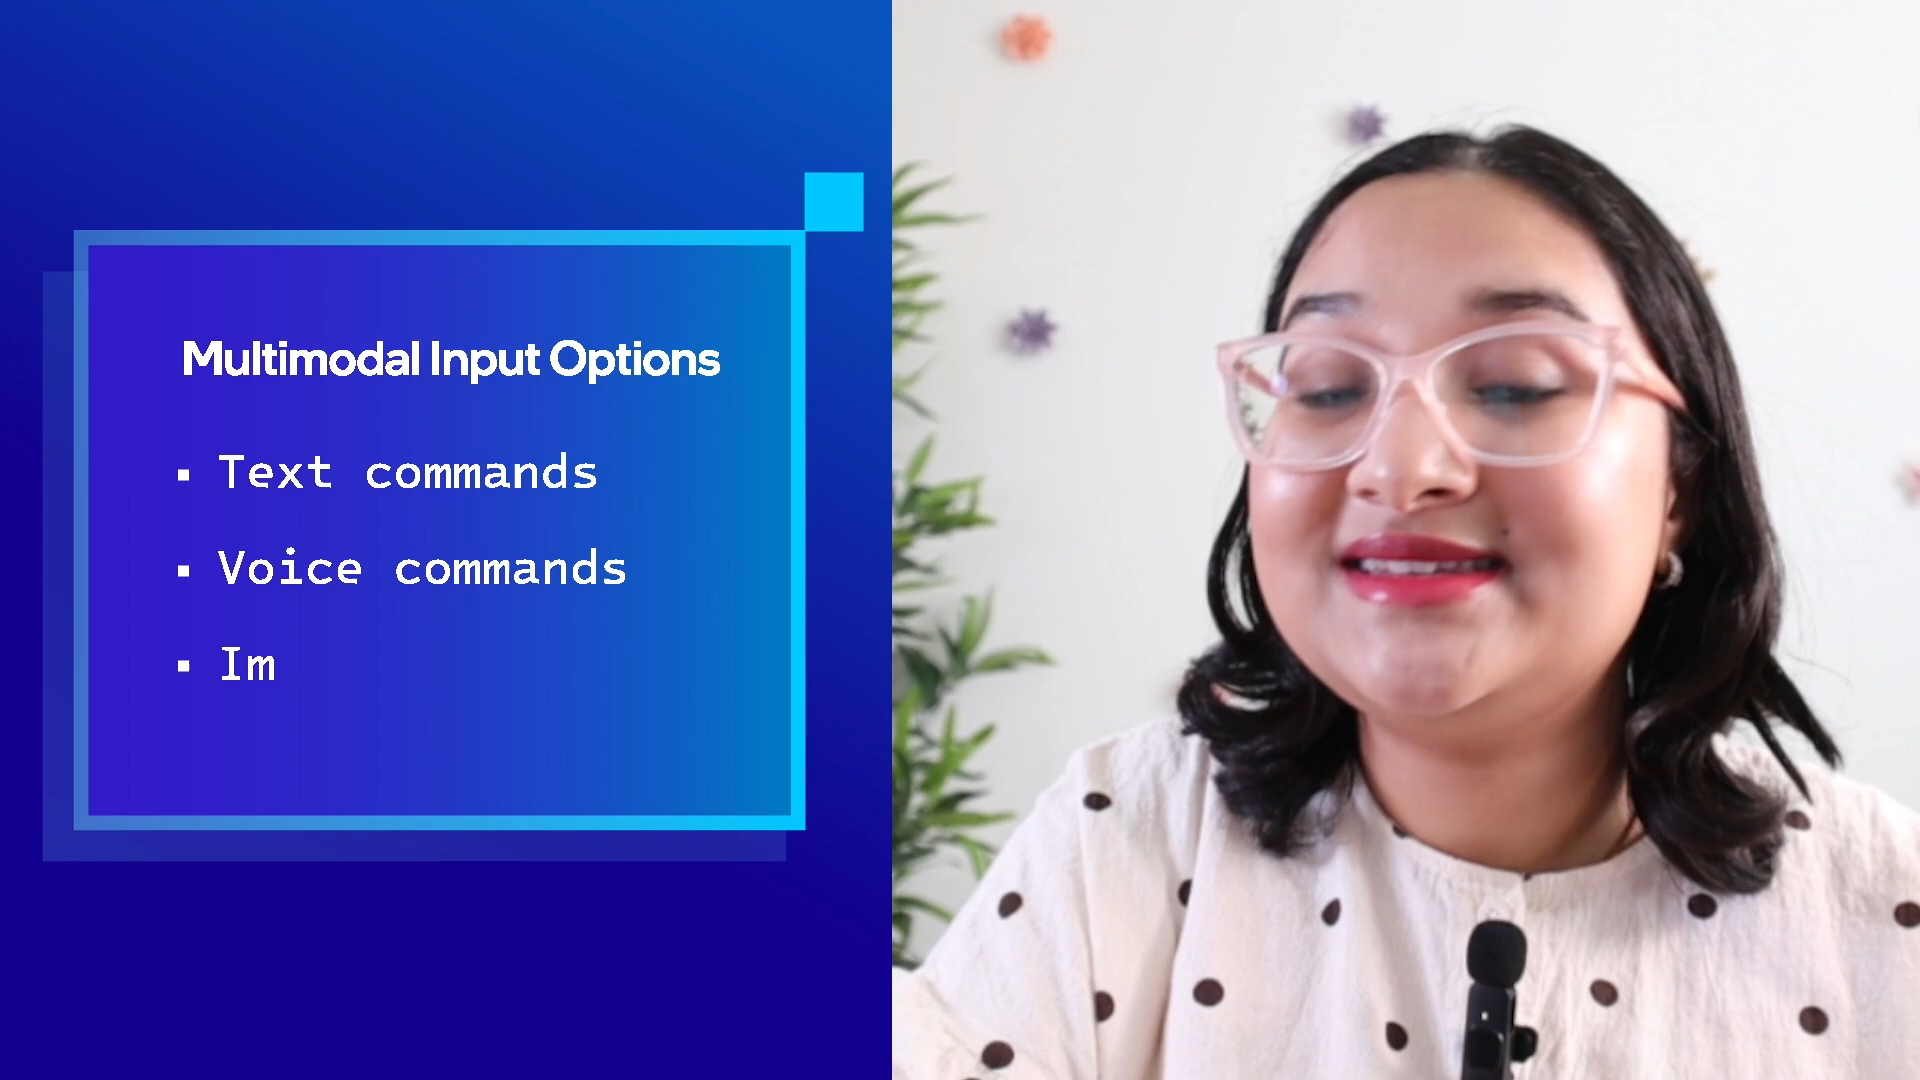 Multimodal Input Options
▪ Text commands
▪ Voice commands
▪ Im